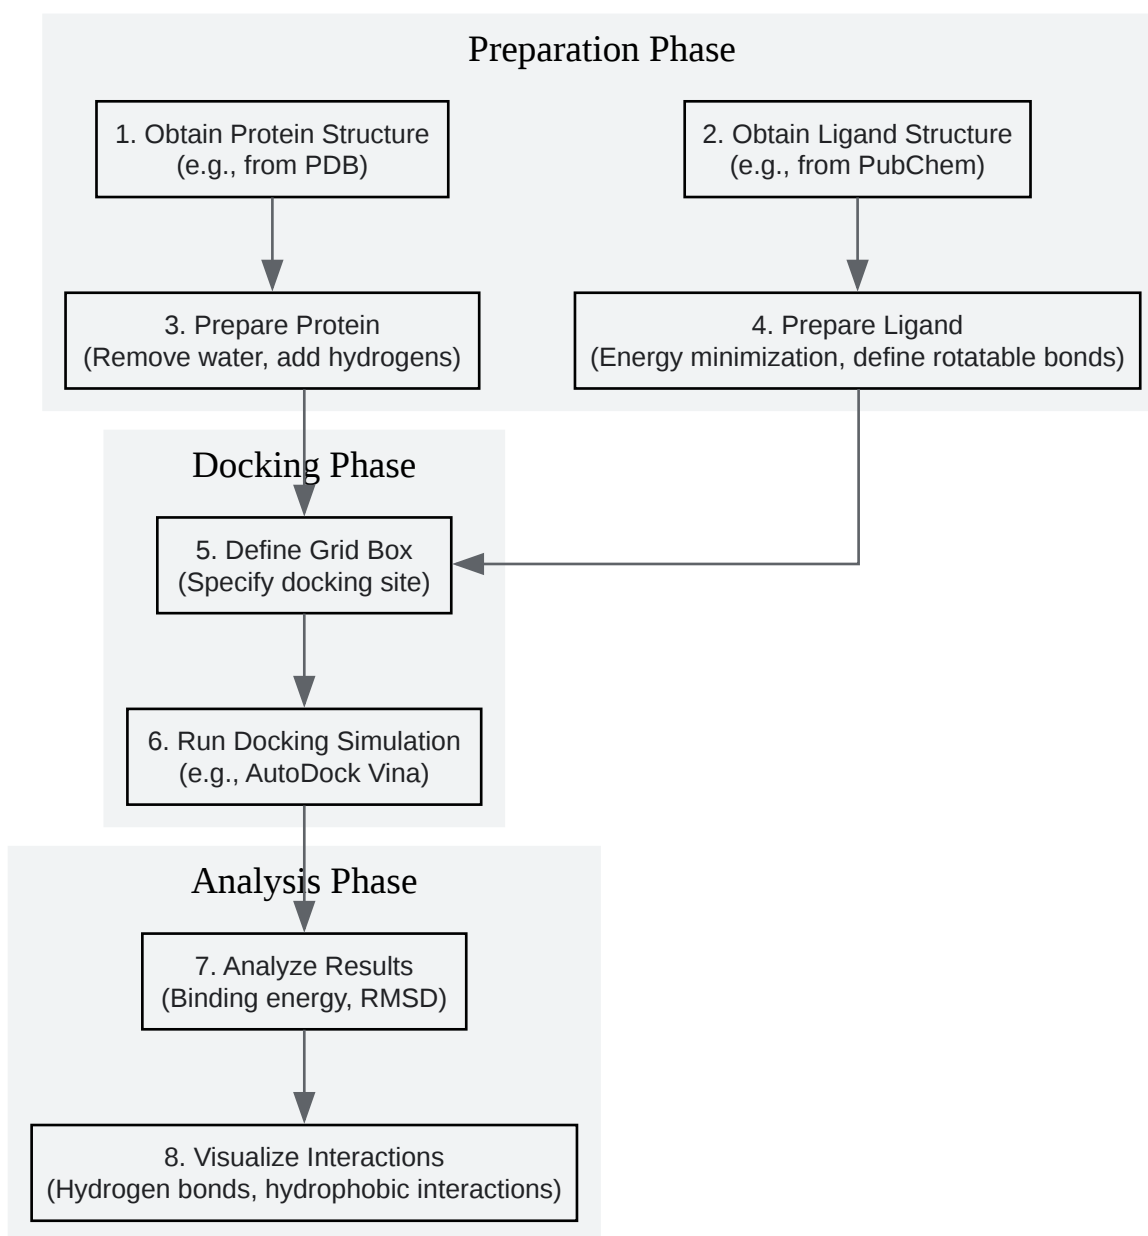 Preparation Phase
1. Obtain Protein Structure
(e.g., from PDB)
2. Obtain Ligand Structure
(e.g., from PubChem)
3. Prepare Protein
(Remove water, add hydrogens)
4. Prepare Ligand
(Energy minimization, define rotatable bonds)
Docking Phase
5. Define Grid Box
(Specify docking site)
6. Run Docking Simulation
(e.g., AutoDock Vina)
Analysis Phase
7. Analyze Results
(Binding energy, RMSD)
8. Visualize Interactions
(Hydrogen bonds, hydrophobic interactions)